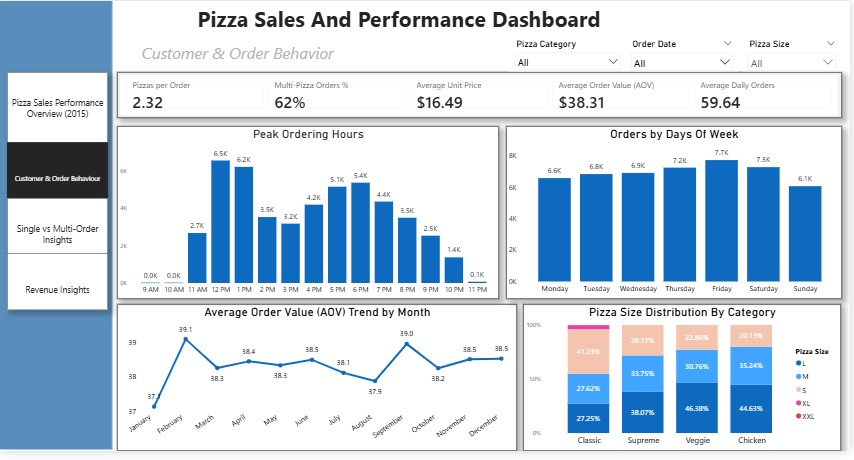 Pizza Sales And Performance Dashboard
Customer & Order Behavior
Pizza Category
All
Order Date
All
Pizza Size
All
Pizza Sales Performance
Overview (2015)
Customer & Order Behaviour
Single vs Multi-Order
Insights
Revenue Insights
Pizzas per Order
2.32
Multi-Pizza Orders %
62%
Average Unit Price
$16.49
Average Order Value (AOV)
$38.31
Average Daily Orders
59.64
Peak Ordering Hours
6K
4K
2K
0K
0.0K 0.0K 2.7K 6.5K 6.2K 3.5K 3.2K 4.2K 5.1K 5.4K 4.4K 3.5K 2.5K 1.4K 0.1K
9 AM 10 AM 11 AM 12 PM 1 PM 2 PM 3 PM 4 PM 5 PM 6 PM 7 PM 8 PM 9 PM 10 PM 11 PM
Orders by Days Of Week
8K
6K
4K
2K
0K
6.6K 6.8K 6.9K 7.2K 7.7K 7.3K 6.1K
Monday Tuesday Wednesday Thursday Friday Saturday Sunday
Average Order Value (AOV) Trend by Month
39
38
37
37.1 39.1 38.3 38.4 38.3 38.5 38.1 37.9 39.0 38.2 38.5 38.5
January February March April May June July August September October November December
Pizza Size Distribution By Category
100%
50%
0%
41.23% 28.17% 22.86% 20.13%
27.62% 33.75% 30.76% 35.24%
27.25% 38.07% 46.38% 44.63%
Classic Supreme Veggie Chicken
Pizza Size
L
M
S
XL
XXL